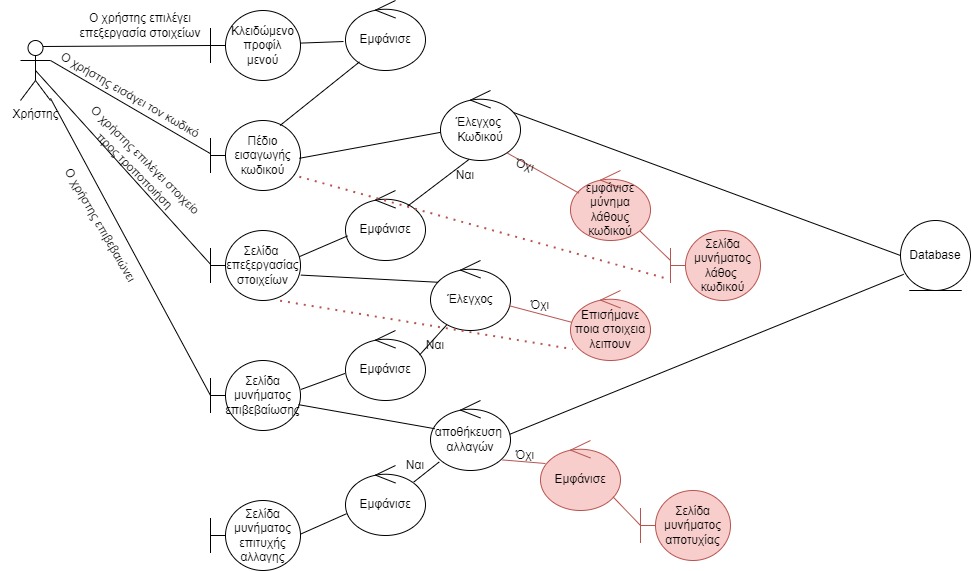 Ο χρήστης επιλέγει
επεξεργασία στοιχείων
Κλειδώμενο
προφίλ
μενού
Εμφάνισε
Χρήστης
Ο χρήστης εισάγει τον κωδικό
Πέδιο
εισαγωγής
κωδικού
Έλεγχος
Κωδικού
Όχι
Ναι
εμφάνισε
μύνημα
λάθους
κωδικού
Σελίδα
μυνήματος
λάθος
κωδικού
Database
Ο χρήστης επιλέγει στοιχείο
προς τροποποιήση
Εμφάνισε
Σελίδα
επεξεργασίας
στοιχείων
Έλεγχος
Όχι
Ναι
Επισήμανε
ποια στοιχεια
λειπουν
Ο χρήστης επιβεβαιώνει
Εμφάνισε
Σελίδα
μυνήματος
επιβεβαίωσης
αποθήκευση
αλλαγών
Όχι
Ναι
Εμφάνισε
Εμφάνισε
Σελίδα
μυνήματος
επιτυχής
αλλαγης
Σελίδα
μυνήματος
αποτυχίας